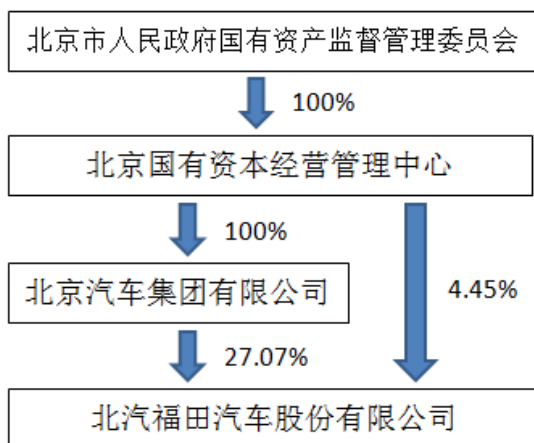 北京市人民政府国有资产监督管理委员会
100%
北京国有资本经营管理中心
100%
北京汽车集团有限公司
4.45%
27.07%
北汽福田汽车股份有限公司